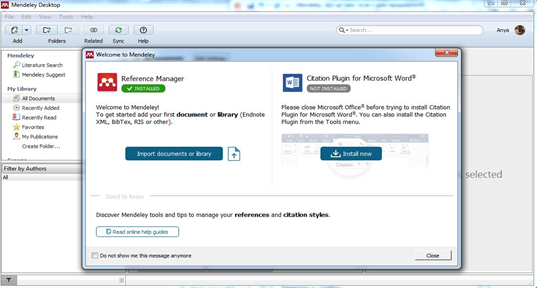 Mendeley Desktop
File Edit View Tools Help
Add Folders Related Sync Help
Search...
Anya
Mendeley
Literature Search
Mendeley Suggest
My Library
All Documents
Recently Added
Recently Read
Favorites
My Publications
Create Folder...
Filter by Authors
All
Welcome to Mendeley
Reference Manager
INSTALLED
Welcome to Mendeley!
To get started add your first document or library (Endnote
XML, BibTex, RIS or other).
Import documents or library
Citation Plugin for Microsoft Word®
NOT INSTALLED
Please close Microsoft Office® before trying to install Citation
Plugin for Microsoft Word®. You can also install the Citation
Plugin from the Tools menu.
Install now
Citation
Good to know
Discover Mendeley tools and tips to manage your references and citation styles.
Read online help guides
Do not show me this message anymore
Close
selected